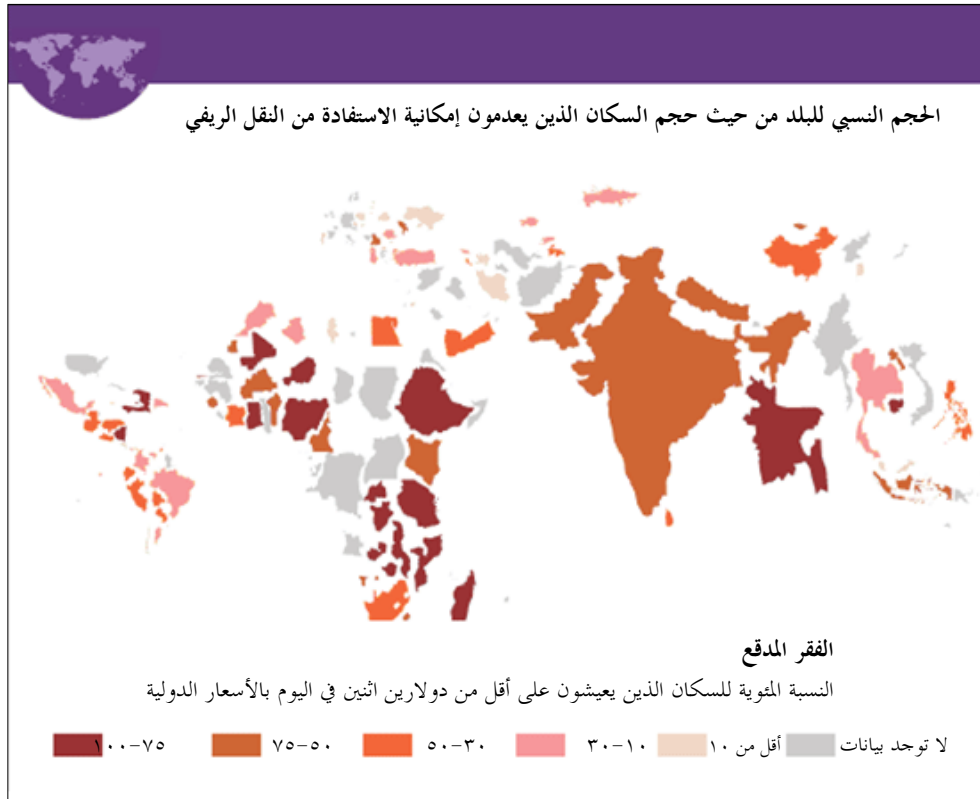 الحجم النسبي للبلد من حيث حجم السكان الذين يعدمون إمكانية الاستفادة من النقل الريفي
الفقر المدقع
النسبة المئوية للسكان الذين يعيشون على أقل من دولارين اثنين في اليوم بالأسعار الدولية
لا توحد بيانات أقل من ١٠ ١٠-٣٠ ٣٠-٥٠ ٥٠-٧٥ ٧٥-١٠٠